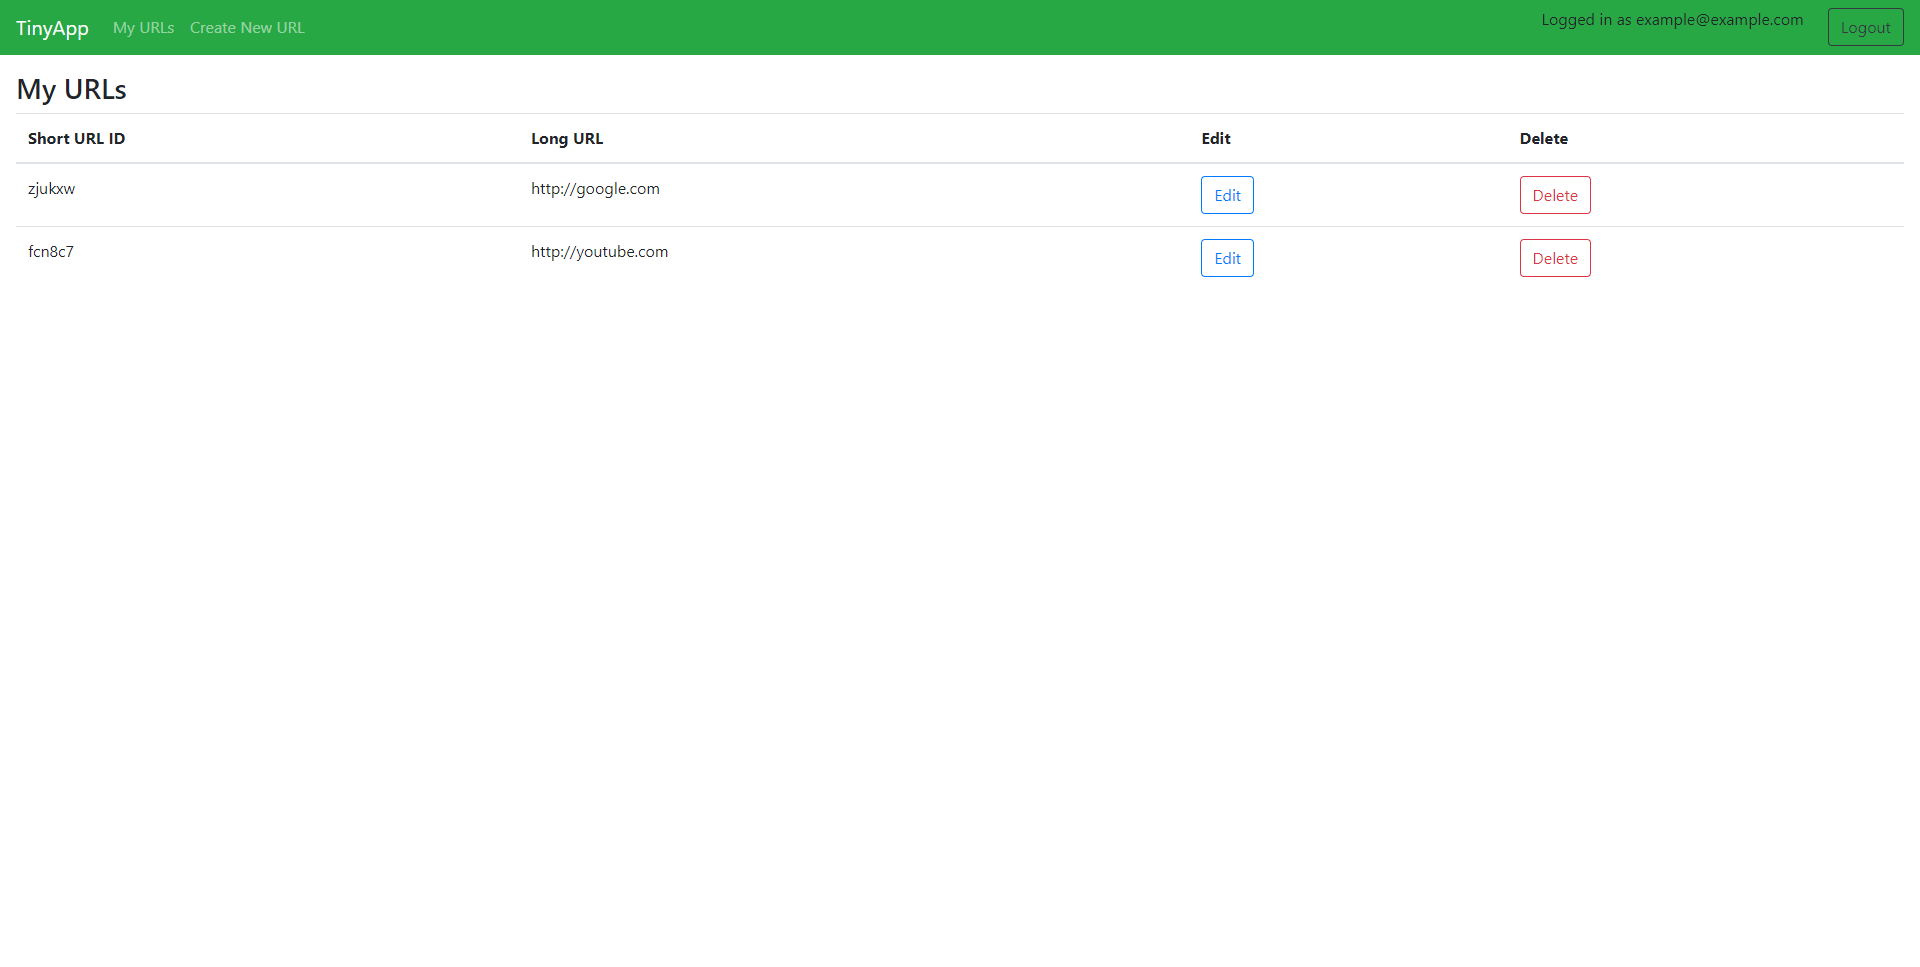 TinyApp My URLs Create New URL Logged in as example@example.com Logout
My URLs
Short URL ID Long URL Edit Delete
zjukxw http://google.com Edit Delete
fcn8c7 http://youtube.com Edit Delete